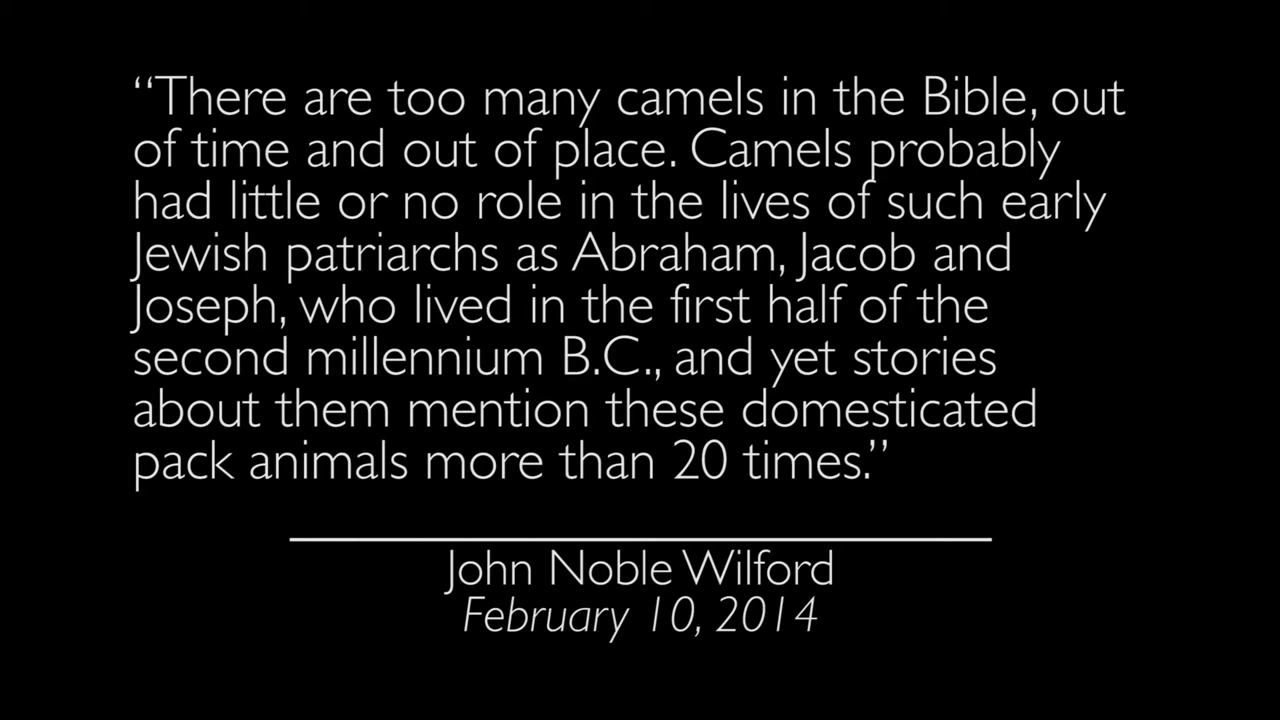 “There are too many camels in the Bible, out
of time and out of place. Camels probably
had little or no role in the lives of such early
Jewish patriarchs as Abraham, Jacob and
Joseph, who lived in the first half of the
second millennium B.C., and yet stories
about them mention these domesticated
pack animals more than 20 times.”
John Noble Wilford
February 10, 2014